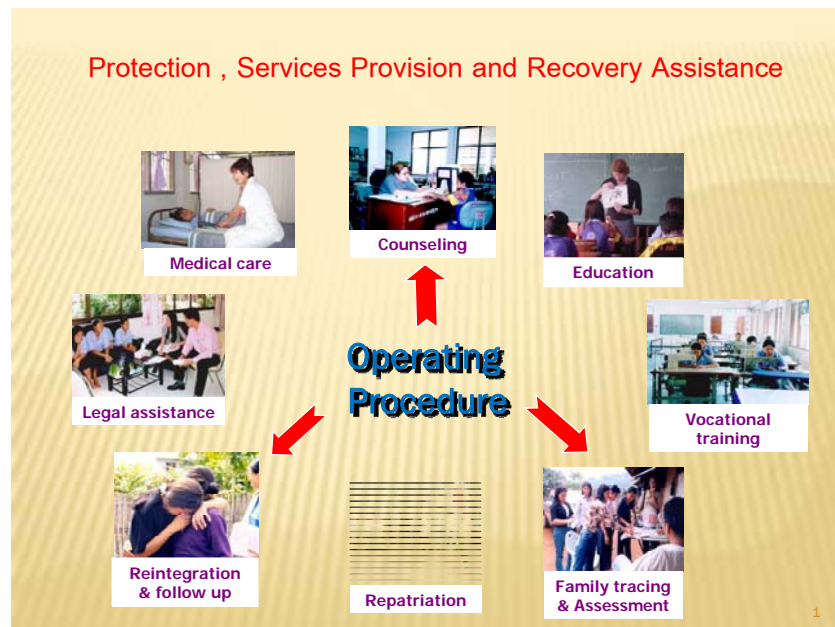 Protection , Services Provision and Recovery Assistance
Counseling
Medical care
Education
Legal assistance
Operating
Procedure
Vocational
training
Reintegration
& follow up
Repatriation
Family tracing
& Assessment
1